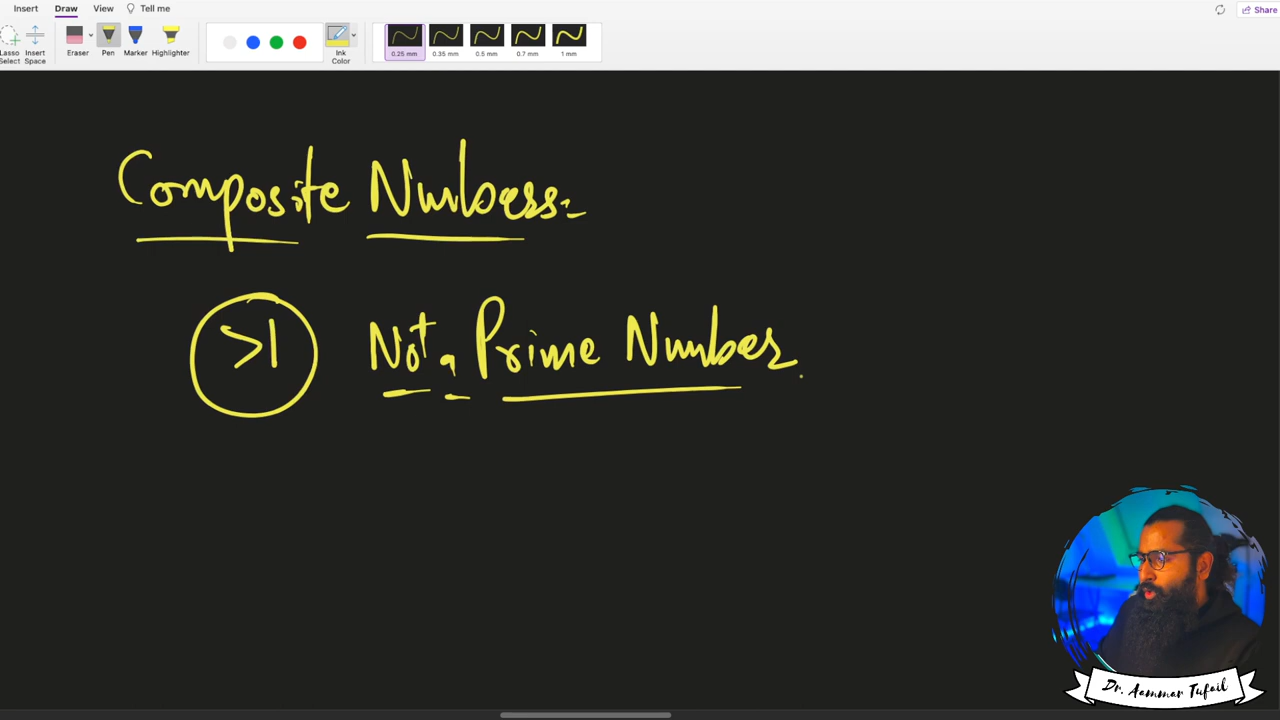 Insert Draw View Tell me
Share
Lasso Select
Insert Space
Eraser
Pen
Marker
Highlighter
Ink Color
0.25 mm
0.35 mm
0.5 mm
0.7 mm
1 mm
Composite Numbers:
>1 Not a Prime Number.
Dr. Aammar Tufail